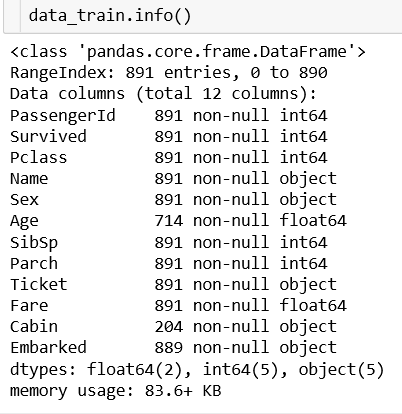 data_train.info()
<class 'pandas.core.frame.DataFrame'>
RangeIndex: 891 entries, 0 to 890
Data columns (total 12 columns):
PassengerId    891 non-null int64
Survived       891 non-null int64
Pclass         891 non-null int64
Name           891 non-null object
Sex            891 non-null object
Age            714 non-null float64
SibSp          891 non-null int64
Parch          891 non-null int64
Ticket         891 non-null object
Fare           891 non-null float64
Cabin          204 non-null object
Embarked       889 non-null object
dtypes: float64(2), int64(5), object(5)
memory usage: 83.6+ KB